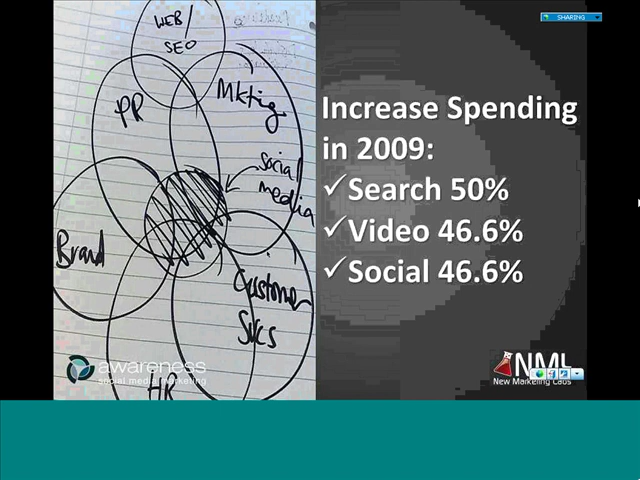 SHARING
WEB/
SEO
PR
Mktig
social
media
Brand
Customer
Svcs
HR
Increase Spending
in 2009:
✓Search 50%
✓Video 46.6%
✓Social 46.6%
awareness
social media marketing
NML
New Marketing Labs